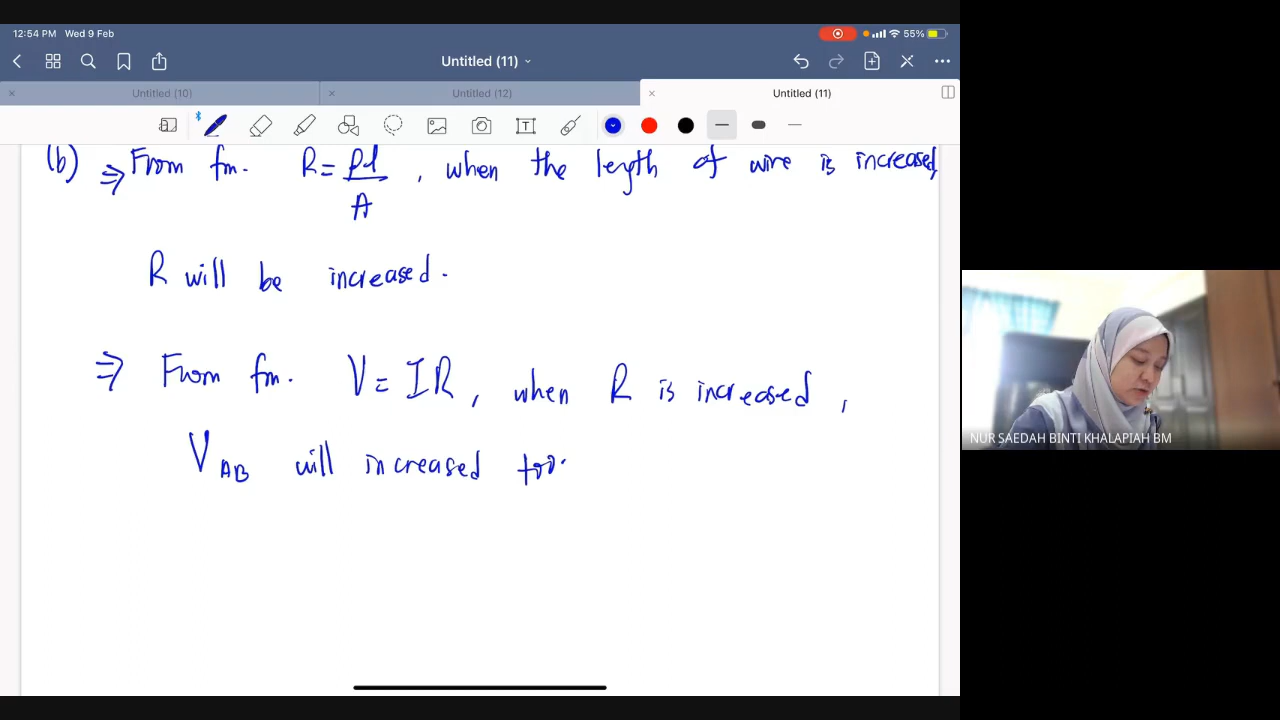 12:54 PM Wed 9 Feb 55%
Untitled (11)
Untitled (10) Untitled (12) Untitled (11)
(b) ⇒ From fm. R = ρl/A , when the length of wire is increased,
R will be increased.
⇒ From fm. V = IR , when R is increased ,
V_AB will increased too.
NUR SAEDAH BINTI KHALAPIAH BM